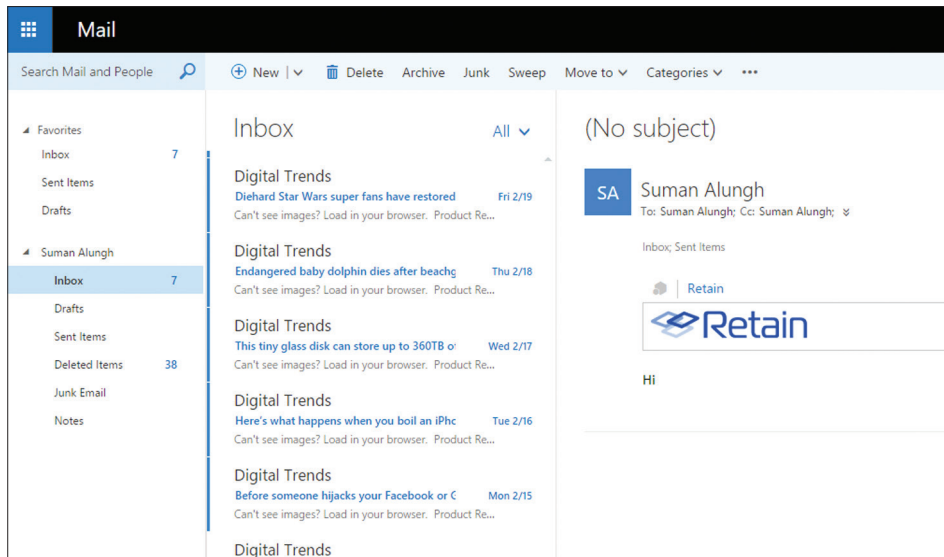 Mail
Search Mail and People
New
Delete
Archive
Junk
Sweep
Move to
Categories
•••
Favorites
Inbox 7
Sent Items
Drafts
Suman Alungh
Inbox 7
Drafts
Sent Items
Deleted Items 38
Junk Email
Notes
Inbox All
Digital Trends
Diehard Star Wars super fans have restored Fri 2/19
Can't see images? Load in your browser. Product Re...
Digital Trends
Endangered baby dolphin dies after beachg Thu 2/18
Can't see images? Load in your browser. Product Re...
Digital Trends
This tiny glass disk can store up to 360TB of Wed 2/17
Can't see images? Load in your browser. Product Re...
Digital Trends
Here's what happens when you boil an iPho Tue 2/16
Can't see images? Load in your browser. Product Re...
Digital Trends
Before someone hijacks your Facebook or G Mon 2/15
Can't see images? Load in your browser. Product Re...
Digital Trends
(No subject)
SA
Suman Alungh
To: Suman Alungh; Cc: Suman Alungh;
Inbox; Sent Items
Retain
Retain
Hi